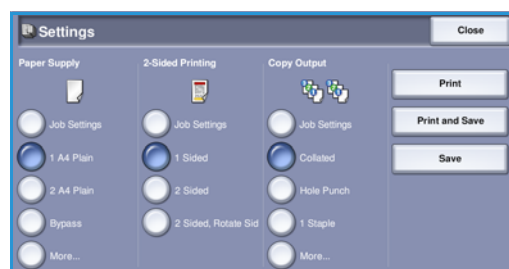 Settings
Close
Paper Supply
2-Sided Printing
Copy Output
Job Settings
1 A4 Plain
2 A4 Plain
Bypass
More...
Job Settings
1 Sided
2 Sided
2 Sided, Rotate Sid
Job Settings
Collated
Hole Punch
1 Staple
More...
Print
Print and Save
Save